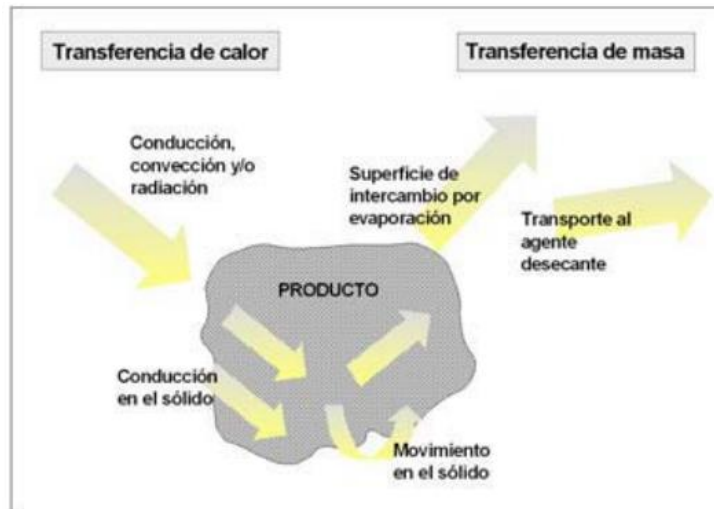 Transferencia de calor
Transferencia de masa
Conducción,
convección y/o
radiación
Superficie de
intercambio por
evaporación
Transporte al
agente
desecante
PRODUCTO
Conducción
en el sólido
Movimiento
en el sólido